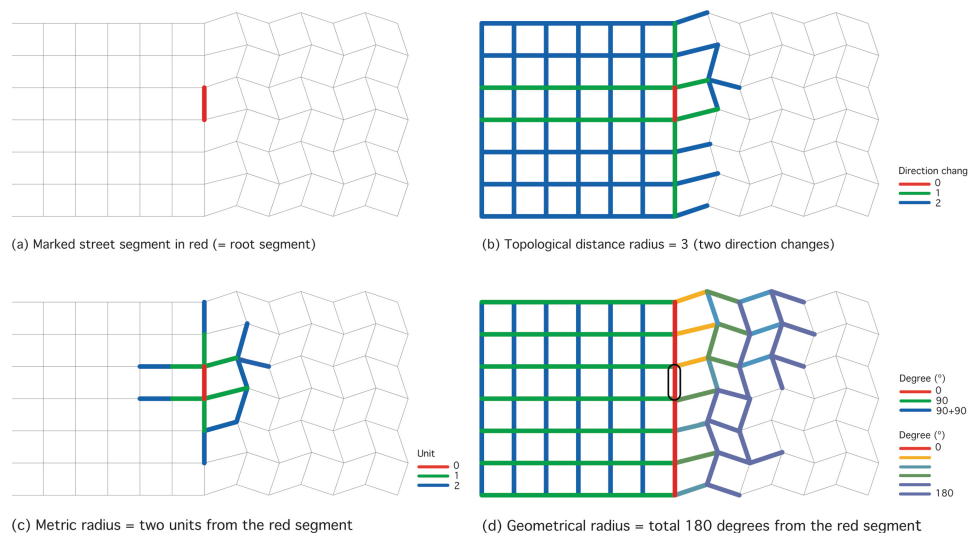 (a) Marked street segment in red (= root segment)
Direction chang
0
1
2
(b) Topological distance radius = 3 (two direction changes)
Unit
0
1
2
(c) Metric radius = two units from the red segment
Degree (°)
0
90
90+90
Degree (°)
0
180
(d) Geometrical radius = total 180 degrees from the red segment